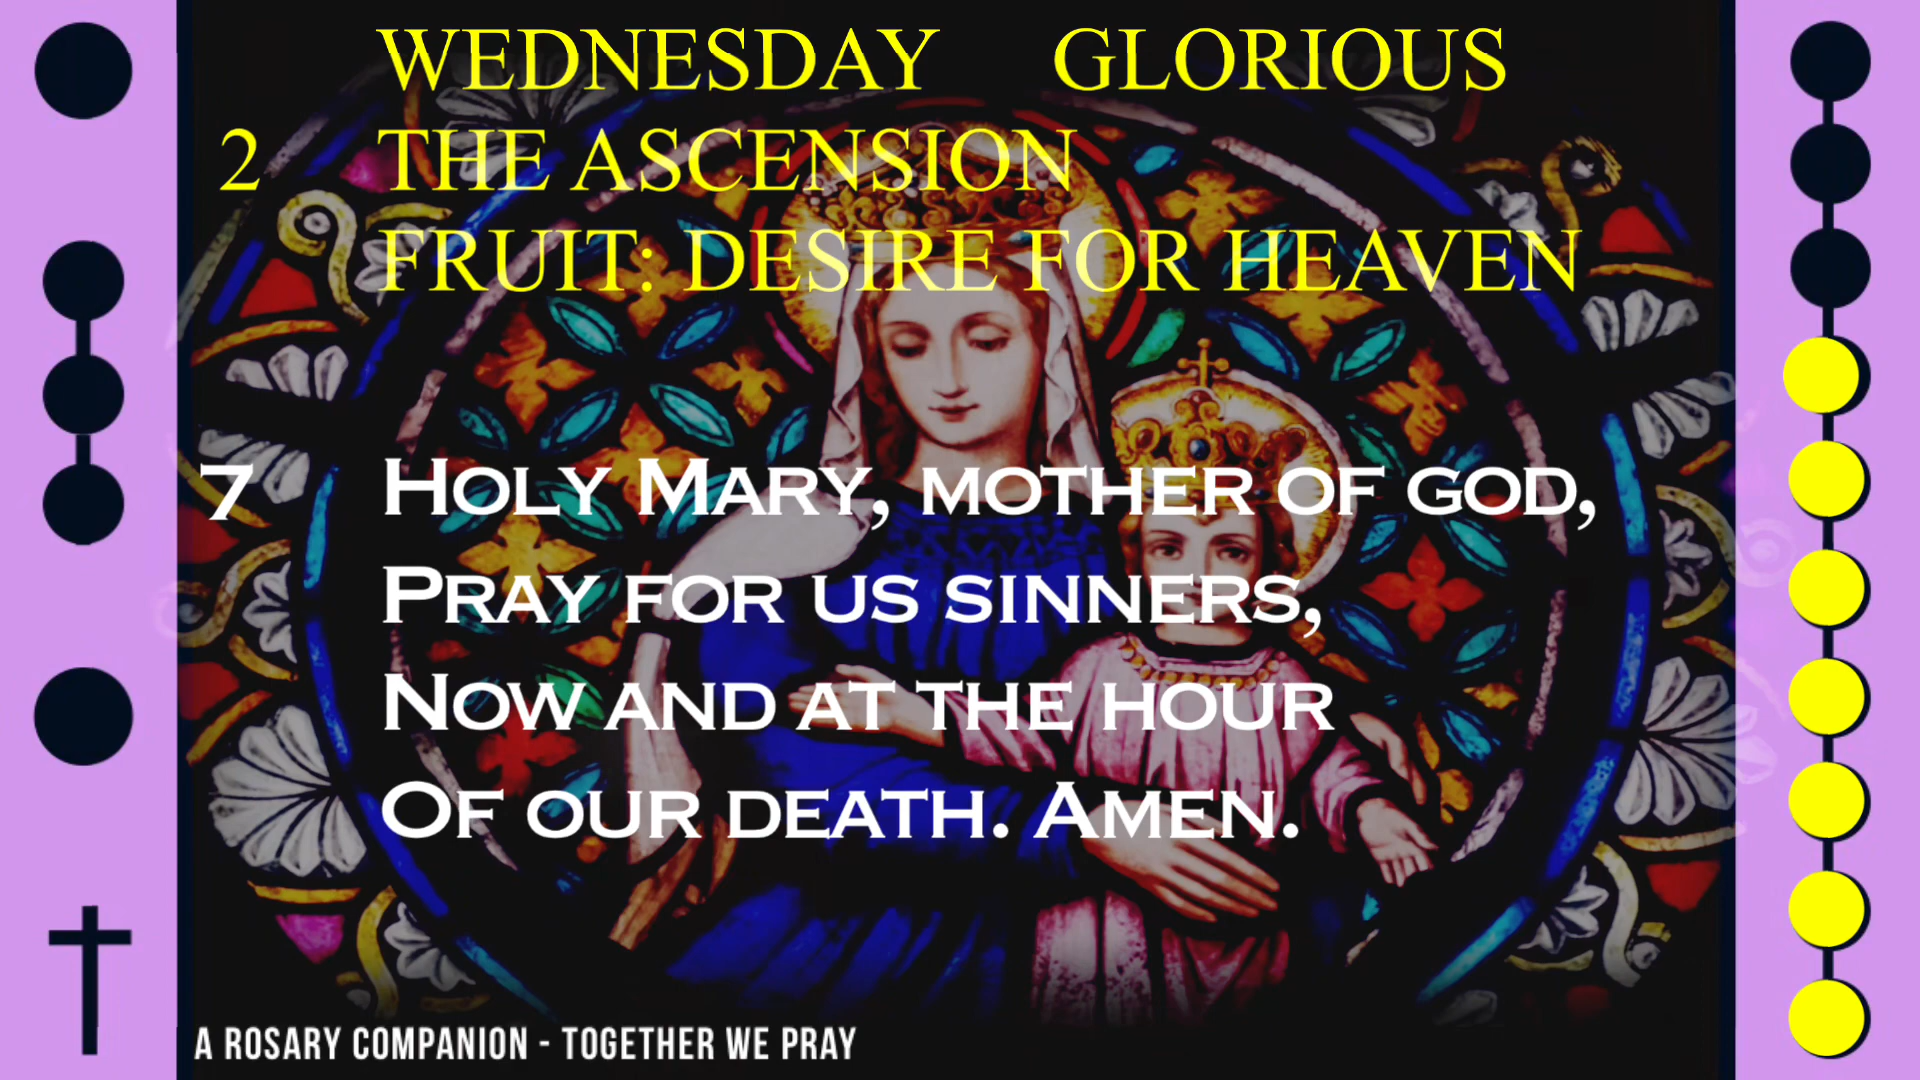 WEDNESDAY GLORIOUS
2 THE ASCENSION
FRUIT: DESIRE FOR HEAVEN
7 HOLY MARY, MOTHER OF GOD,
PRAY FOR US SINNERS,
NOW AND AT THE HOUR
OF OUR DEATH. AMEN.
A ROSARY COMPANION - TOGETHER WE PRAY